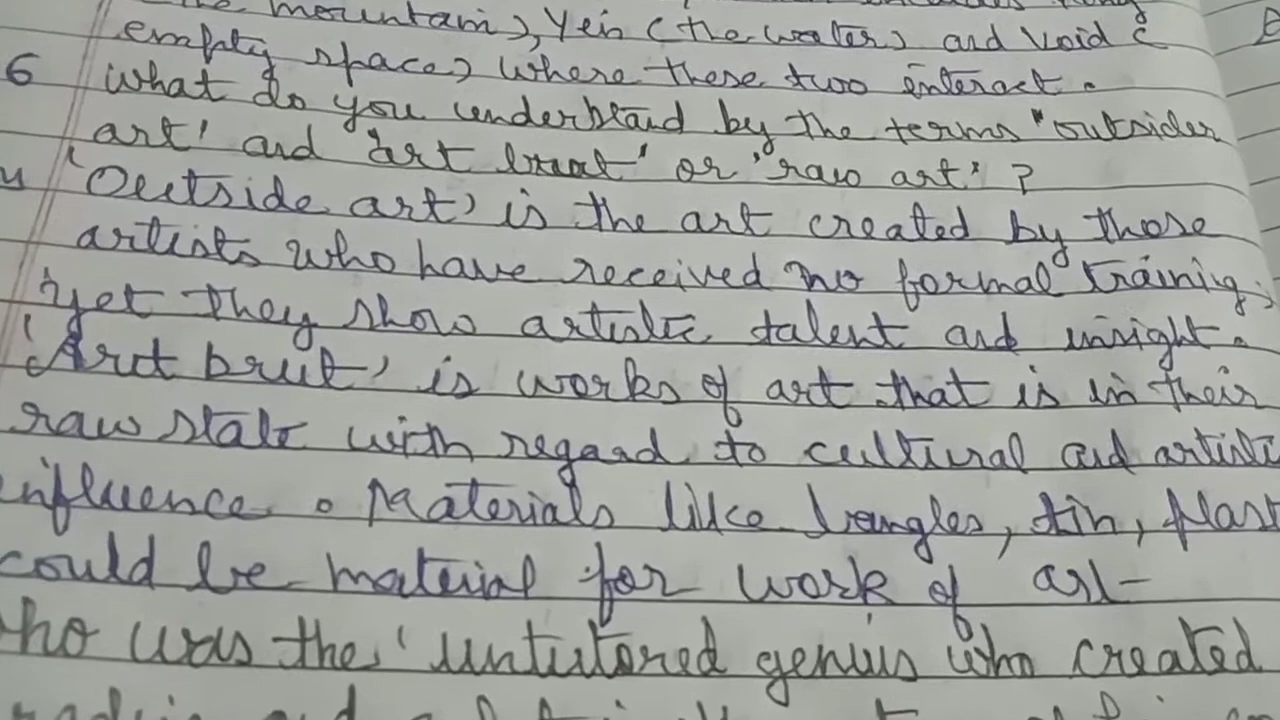 the mountain), Yein (the water) and void (
empty space) where these two interact.
6 What do you understand by the terms "outsider
art' and 'art brut' or 'raw art'?
'Outside art' is the art created by those
artists who have received no formal training,
yet they show artistic talent and insight.
'Art brut' is works of art that is in their
raw state with regard to cultural and artisti
influence. Materials like bangles, tin, plast
could be material for work of art
ho was the 'untutored genius who created